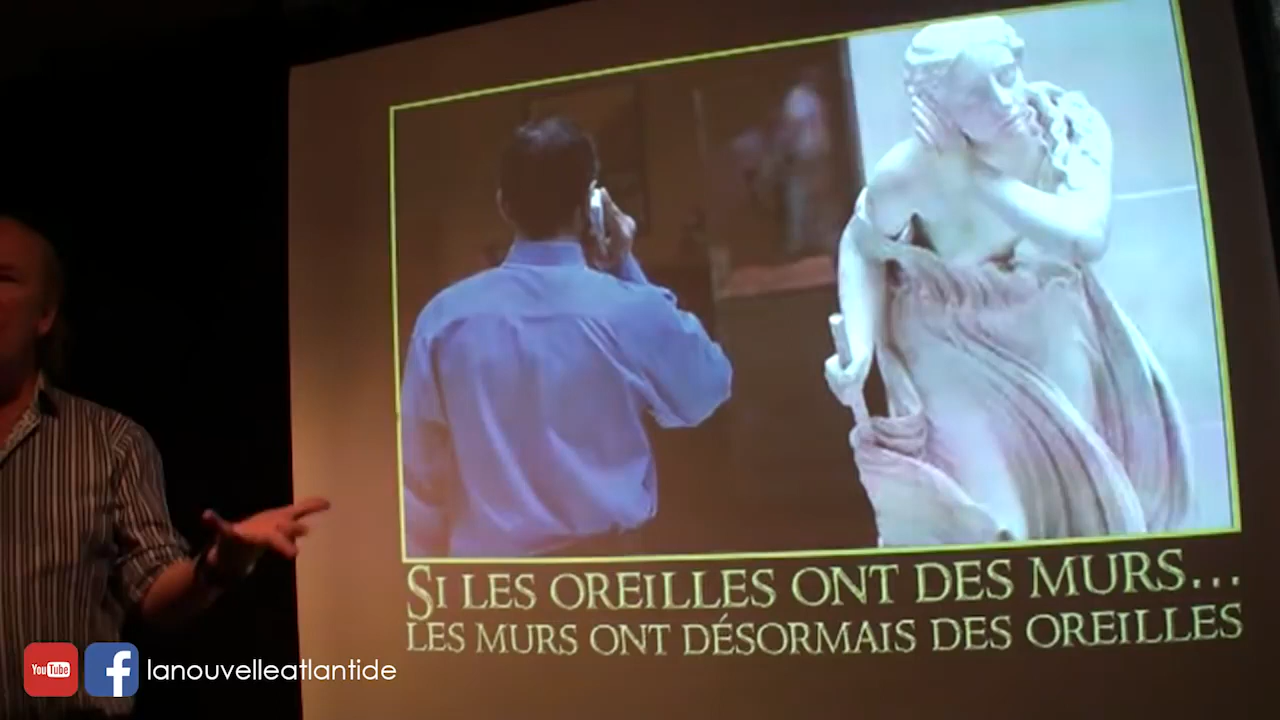 SI LES OREILLES ONT DES MURS...
LES MURS ONT DÉSORMAIS DES OREILLES
YouTube
f
lanouvelleatlantide